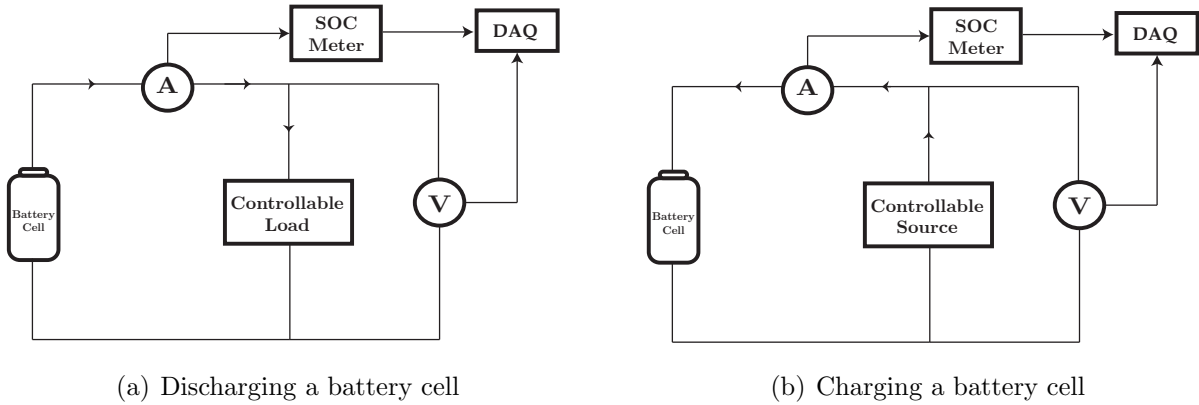 SOC
Meter
DAQ
A
Battery
Cell
Controllable
Load
V
(a) Discharging a battery cell
SOC
Meter
DAQ
A
Battery
Cell
Controllable
Source
V
(b) Charging a battery cell